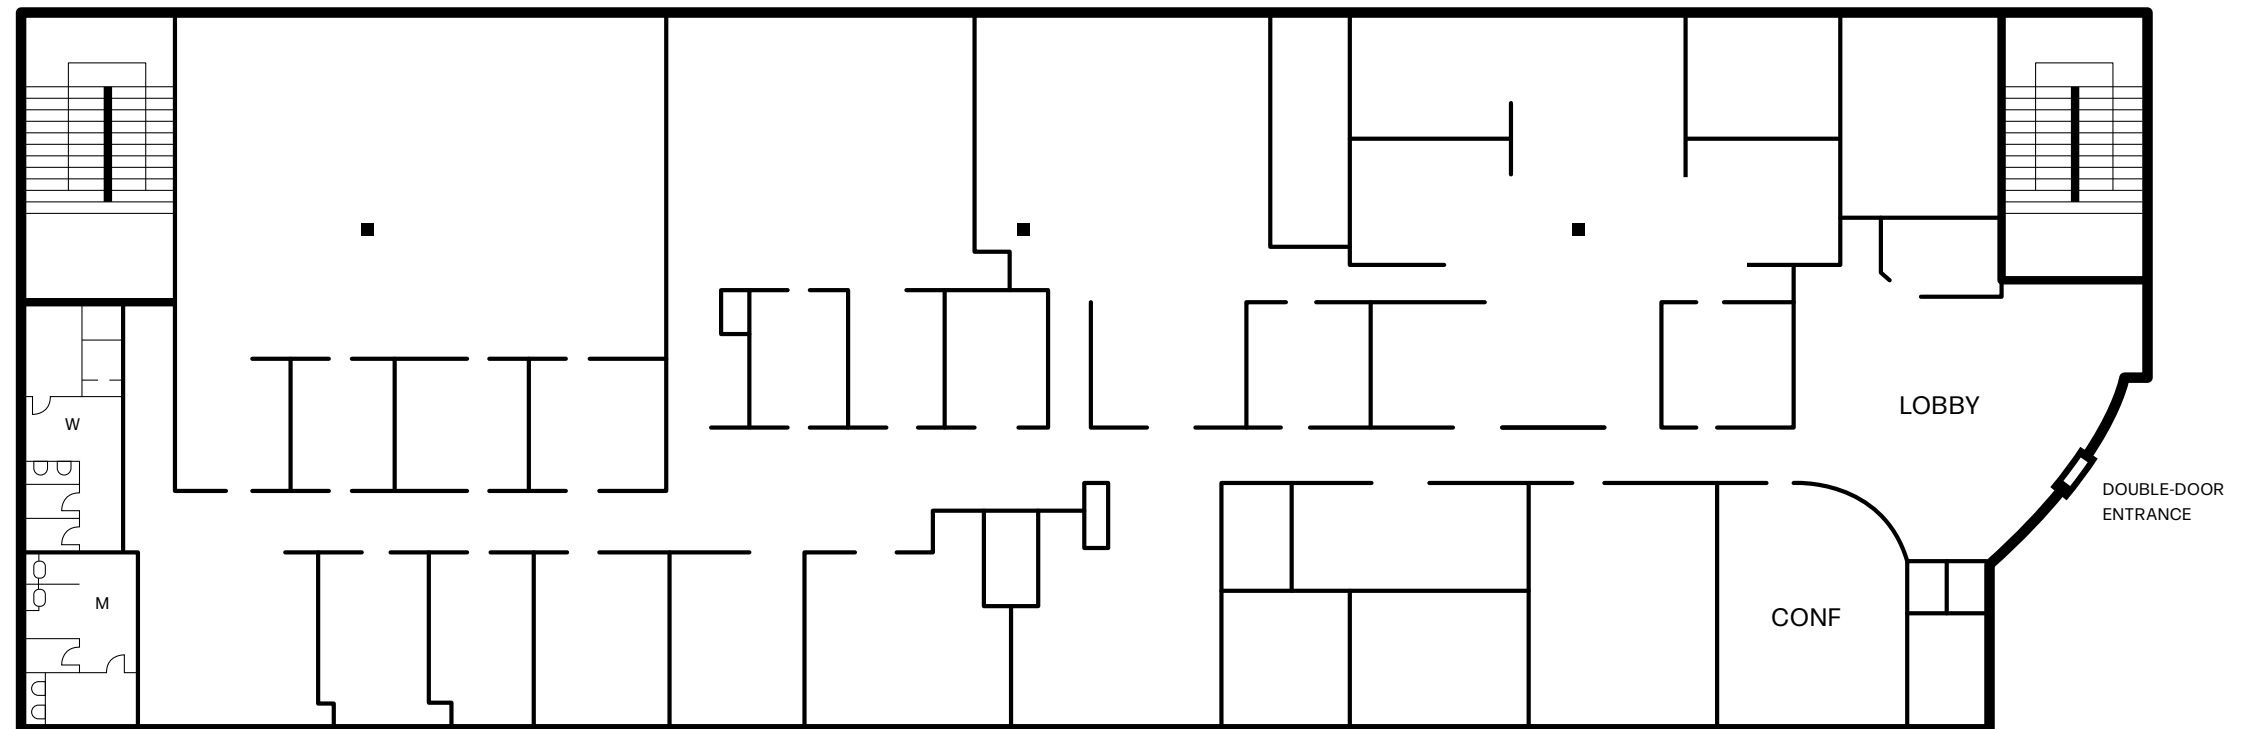 LOBBY
W
DOUBLE-DOOR
ENTRANCE
M
CONF